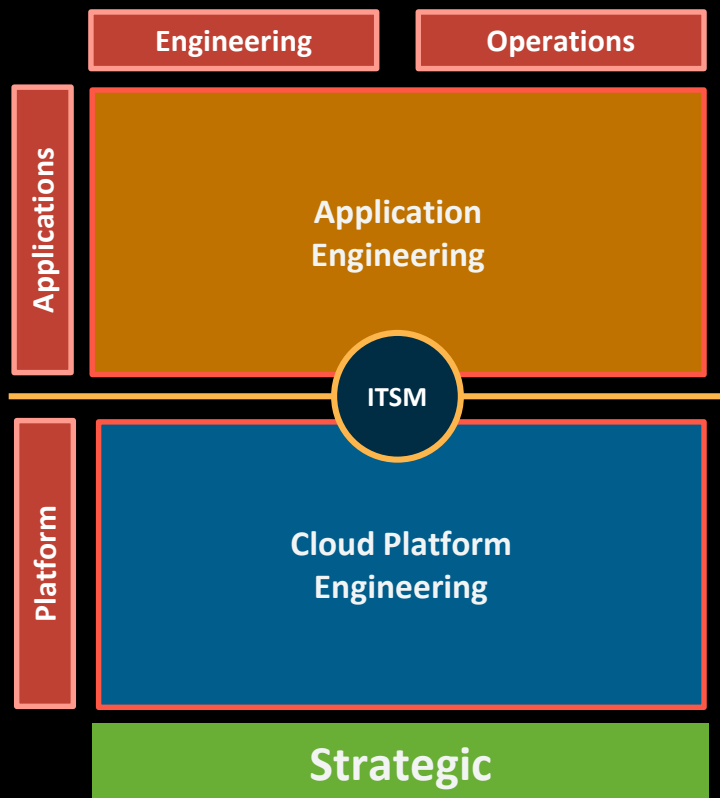 Engineering
Operations
Applications
Application
Engineering
ITSM
Platform
Cloud Platform
Engineering
Strategic